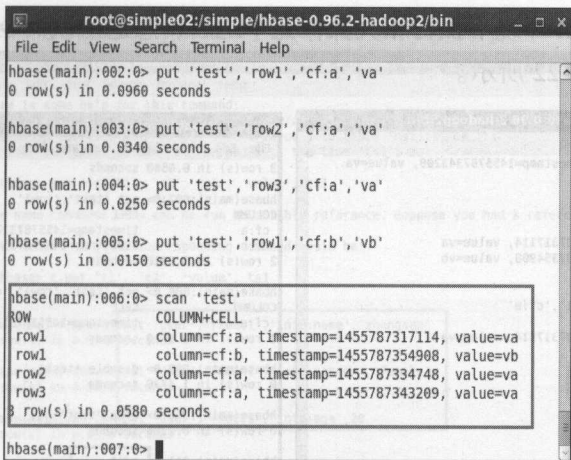 root@simple02:/simple/hbase-0.96.2-hadoop2/bin
File Edit View Search Terminal Help
hbase(main):002:0> put 'test','row1','cf:a','va'
0 row(s) in 0.0960 seconds
hbase(main):003:0> put 'test','row2','cf:a','va'
0 row(s) in 0.0340 seconds
hbase(main):004:0> put 'test','row3','cf:a','va'
0 row(s) in 0.0250 seconds
hbase(main):005:0> put 'test','row1','cf:b','vb'
0 row(s) in 0.0150 seconds
hbase(main):006:0> scan 'test'
ROW COLUMN+CELL
row1 column=cf:a, timestamp=1455787317114, value=va
row1 column=cf:b, timestamp=1455787354908, value=vb
row2 column=cf:a, timestamp=1455787334748, value=va
row3 column=cf:a, timestamp=1455787343209, value=va
3 row(s) in 0.0580 seconds
hbase(main):007:0>